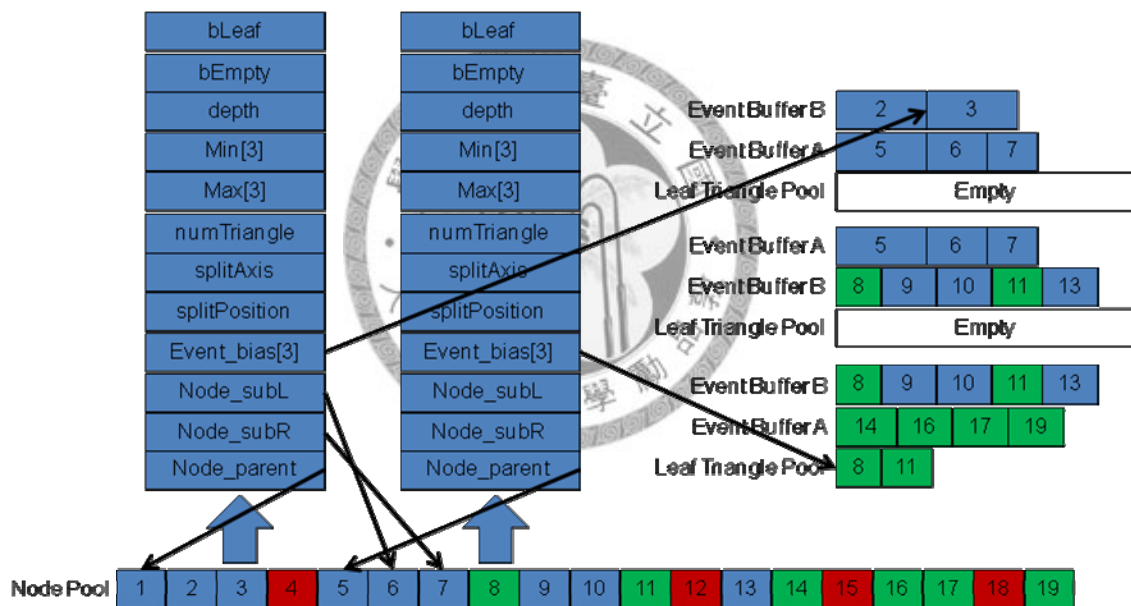 bLeaf
bEmpty
depth
Min[3]
Max[3]
numTriangle
splitAxis
splitPosition
Event_bias[3]
Node_subL
Node_subR
Node_parent
bLeaf
bEmpty
depth
Min[3]
Max[3]
numTriangle
splitAxis
splitPosition
Event_bias[3]
Node_subL
Node_subR
Node_parent
Event Buffer B 2 3
Event Buffer A 5 6 7
Leaf Triangle Pool Empty
Event Buffer A 5 6 7
Event Buffer B 8 9 10 11 13
Leaf Triangle Pool Empty
Event Buffer B 8 9 10 11 13
Event Buffer A 14 16 17 19
Leaf Triangle Pool 8 11
Node Pool 1 2 3 4 5 6 7 8 9 10 11 12 13 14 15 16 17 18 19
臺 立
學 勵